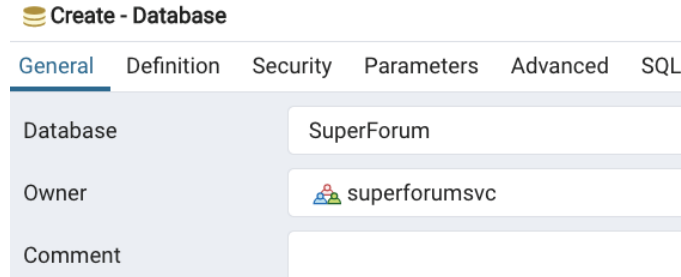 Create - Database
General Definition Security Parameters Advanced SQL
Database SuperForum
Owner superforumsvc
Comment